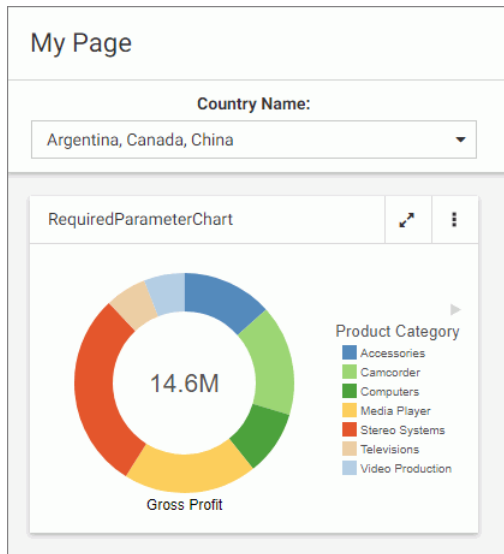 My Page
Country Name:
Argentina, Canada, China
RequiredParameterChart
14.6M
Gross Profit
Product Category
Accessories
Camcorder
Computers
Media Player
Stereo Systems
Televisions
Video Production